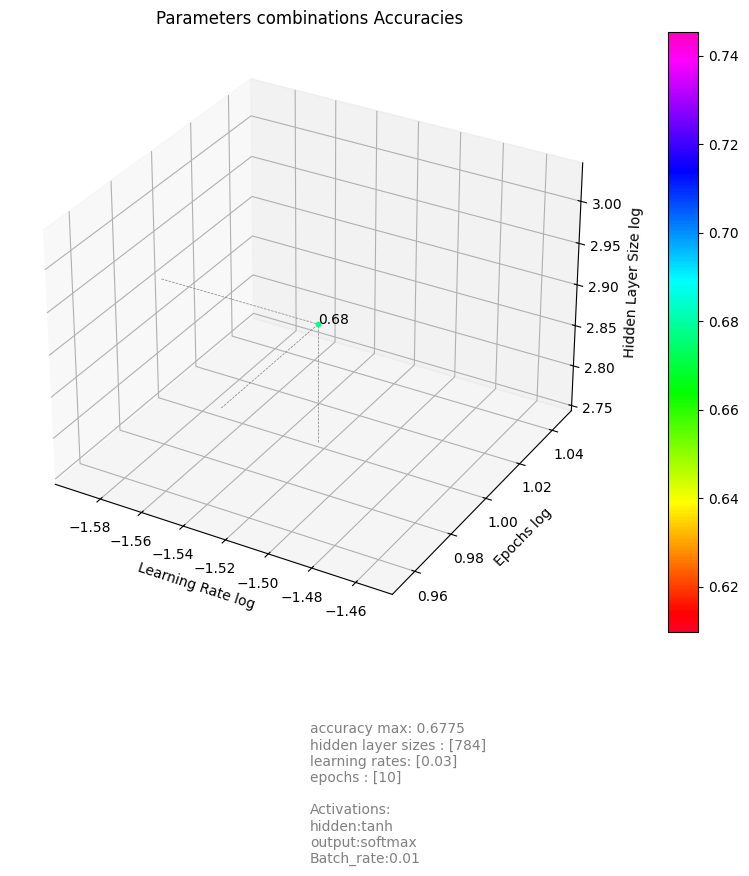 Parameters combinations Accuracies
0.74
0.72
0.70
0.68
0.66
0.64
0.62
3.00
2.95
2.90
2.85
2.80
2.75
Hidden Layer Size log
0.68
1.04
1.02
1.00
0.98
0.96
Epochs log
−1.58
−1.56
−1.54
−1.52
−1.50
−1.48
−1.46
Learning Rate log
accuracy max: 0.6775
hidden layer sizes : [784]
learning rates: [0.03]
epochs : [10]
Activations:
hidden:tanh
output:softmax
Batch_rate:0.01